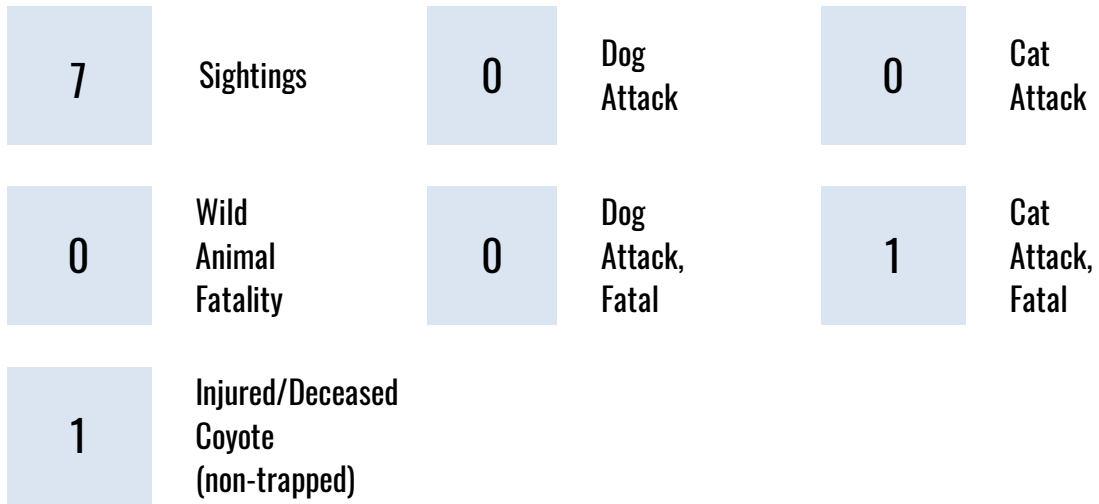 7
Sightings
0
Dog
Attack
0
Cat
Attack
0
Wild
Animal
Fatality
0
Dog
Attack,
Fatal
1
Cat
Attack,
Fatal
1
Injured/Deceased
Coyote
(non-trapped)